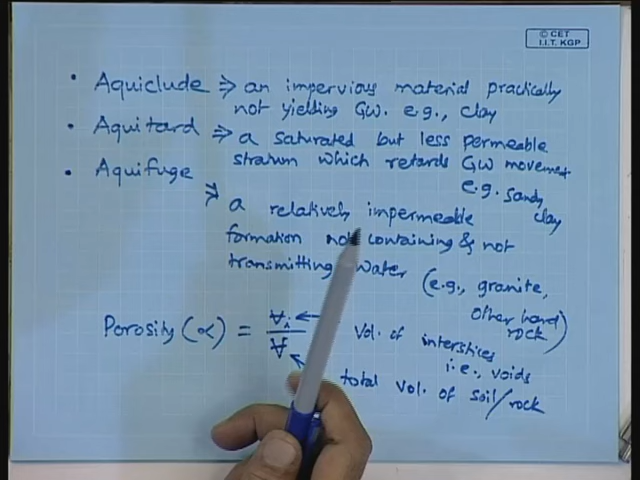 © CET
I.I.T. KGP
• Aquiclude ⇒ an impervious material practically
not yielding GW. e.g., clay
• Aquitard ⇒ a saturated but less permeable
stratum which retards GW movement
e.g. sandy
clay
• Aquifuge
⇒ a relatively impermeable
formation not containing & not
transmitting water (e.g., granite,
other hard
rock)
Porosity (α) = V̶i / V̶
Vol. of interstices
i.e., voids
total vol. of soil/rock